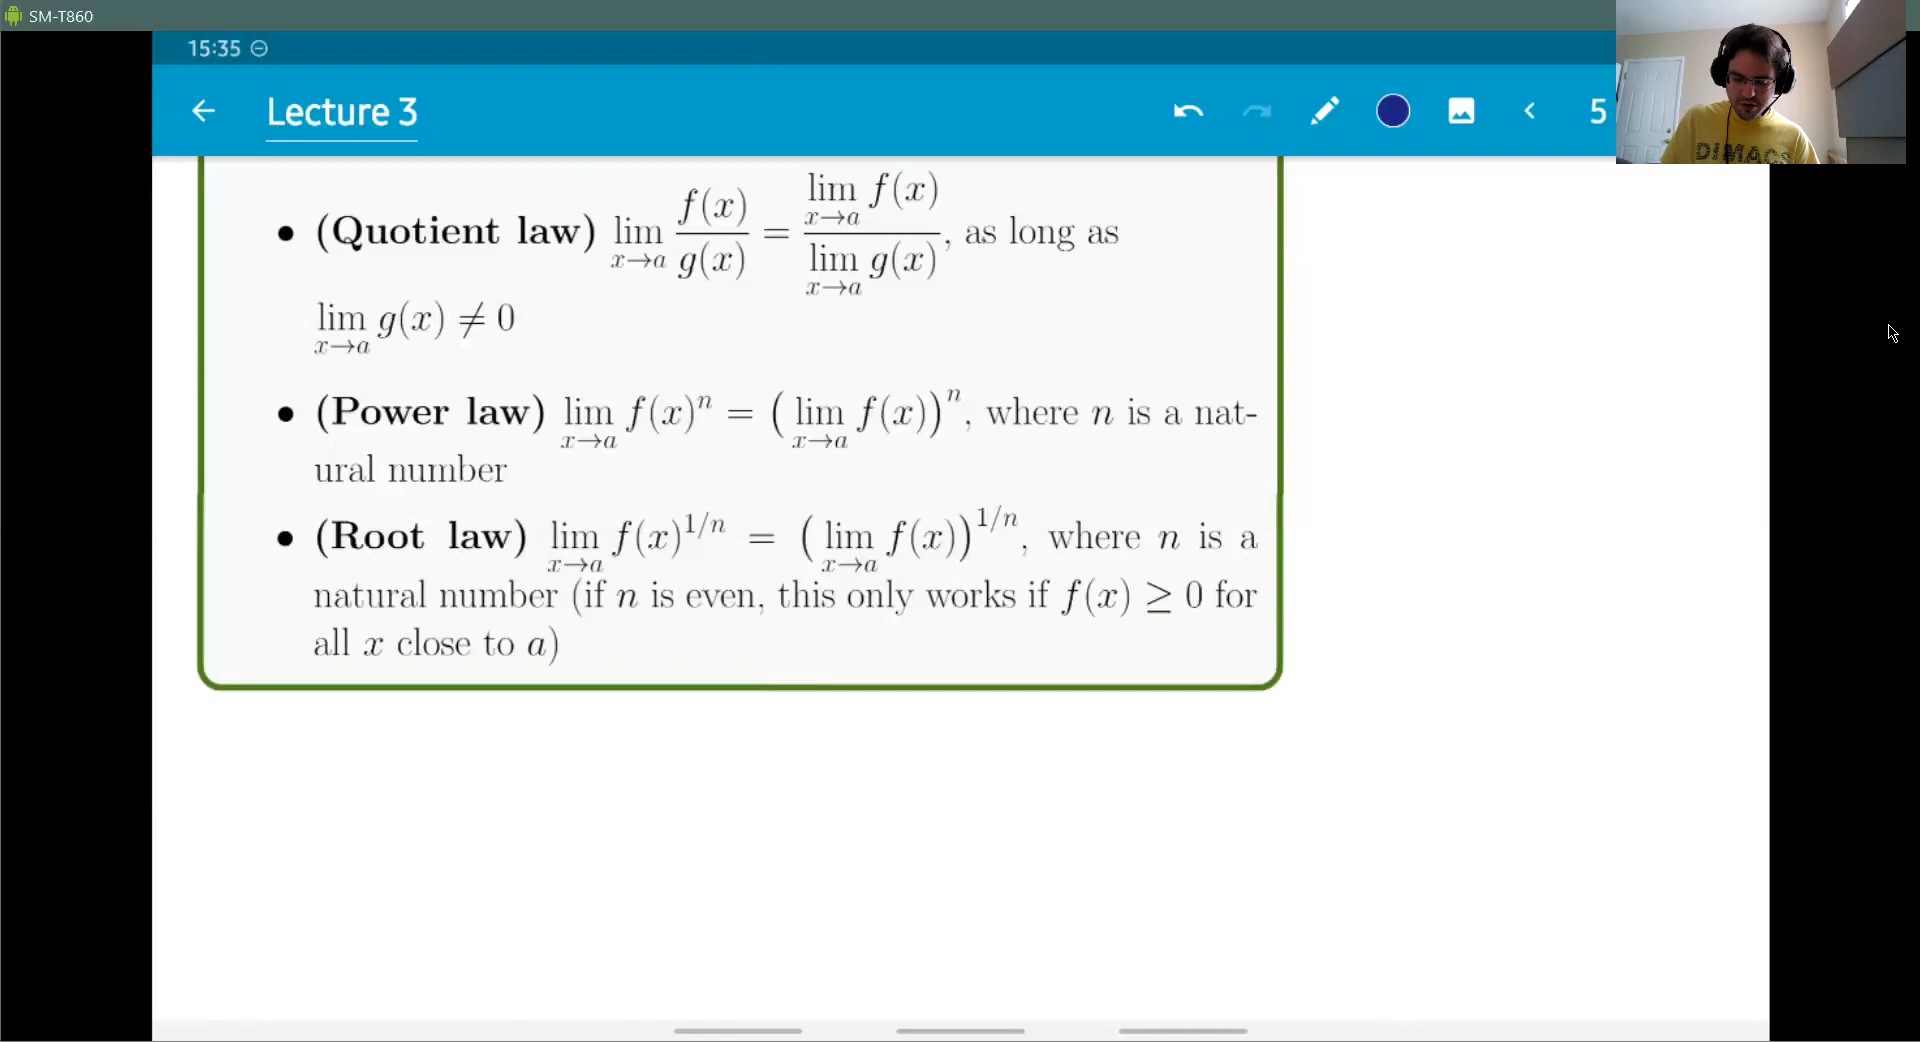 SM-T860
15:35
Lecture 3
5
DIMACS
• (Quotient law) lim_{x→a} f(x)/g(x) = lim_{x→a} f(x) / lim_{x→a} g(x), as long as
lim_{x→a} g(x) ≠ 0
• (Power law) lim_{x→a} f(x)^n = (lim_{x→a} f(x))^n, where n is a nat-
ural number
• (Root law) lim_{x→a} f(x)^{1/n} = (lim_{x→a} f(x))^{1/n}, where n is a
natural number (if n is even, this only works if f(x) ≥ 0 for
all x close to a)